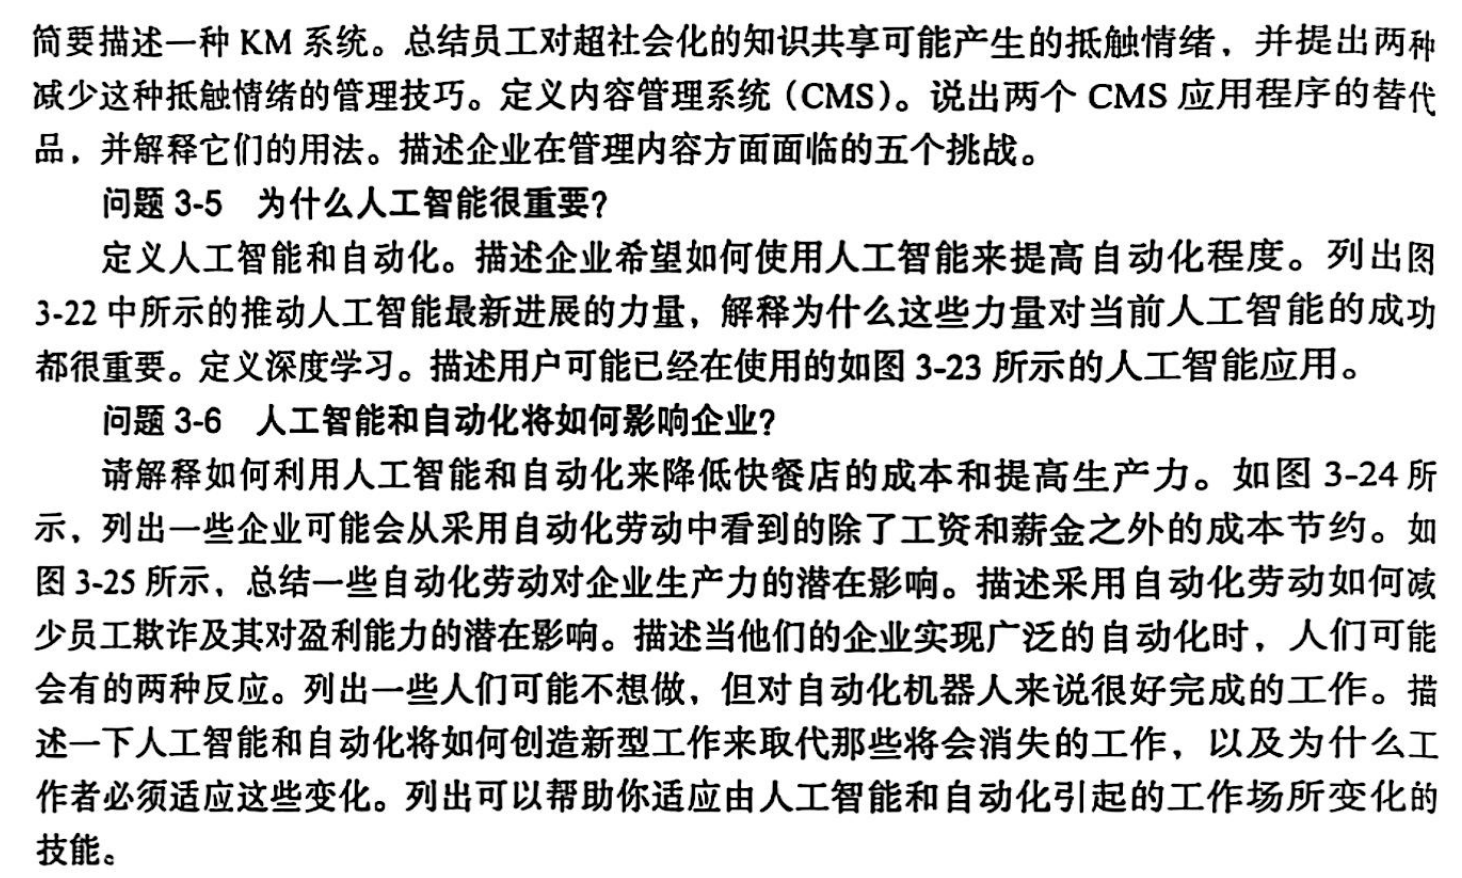 简要描述一种 KM 系统。总结员工对超社会化的知识共享可能产生的抵触情绪，并提出两种
减少这种抵触情绪的管理技巧。定义内容管理系统（CMS）。说出两个 CMS 应用程序的替代
品，并解释它们的用法。描述企业在管理内容方面面临的五个挑战。
问题 3-5 为什么人工智能很重要？
定义人工智能和自动化。描述企业希望如何使用人工智能来提高自动化程度。列出图
3-22 中所示的推动人工智能最新进展的力量，解释为什么这些力量对当前人工智能的成功
都很重要。定义深度学习。描述用户可能已经在使用的如图 3-23 所示的人工智能应用。
问题 3-6 人工智能和自动化将如何影响企业？
请解释如何利用人工智能和自动化来降低快餐店的成本和提高生产力。如图 3-24 所
示，列出一些企业可能会从采用自动化劳动中看到的除了工资和薪金之外的成本节约。如
图 3-25 所示，总结一些自动化劳动对企业生产力的潜在影响。描述采用自动化劳动如何减
少员工欺诈及其对盈利能力的潜在影响。描述当他们的企业实现广泛的自动化时，人们可能
会有的两种反应。列出一些人们可能不想做，但对自动化机器人来说很好完成的工作。描
述一下人工智能和自动化将如何创造新型工作来取代那些将会消失的工作，以及为什么工
作者必须适应这些变化。列出可以帮助你适应由人工智能和自动化引起的工作场所变化的
技能。